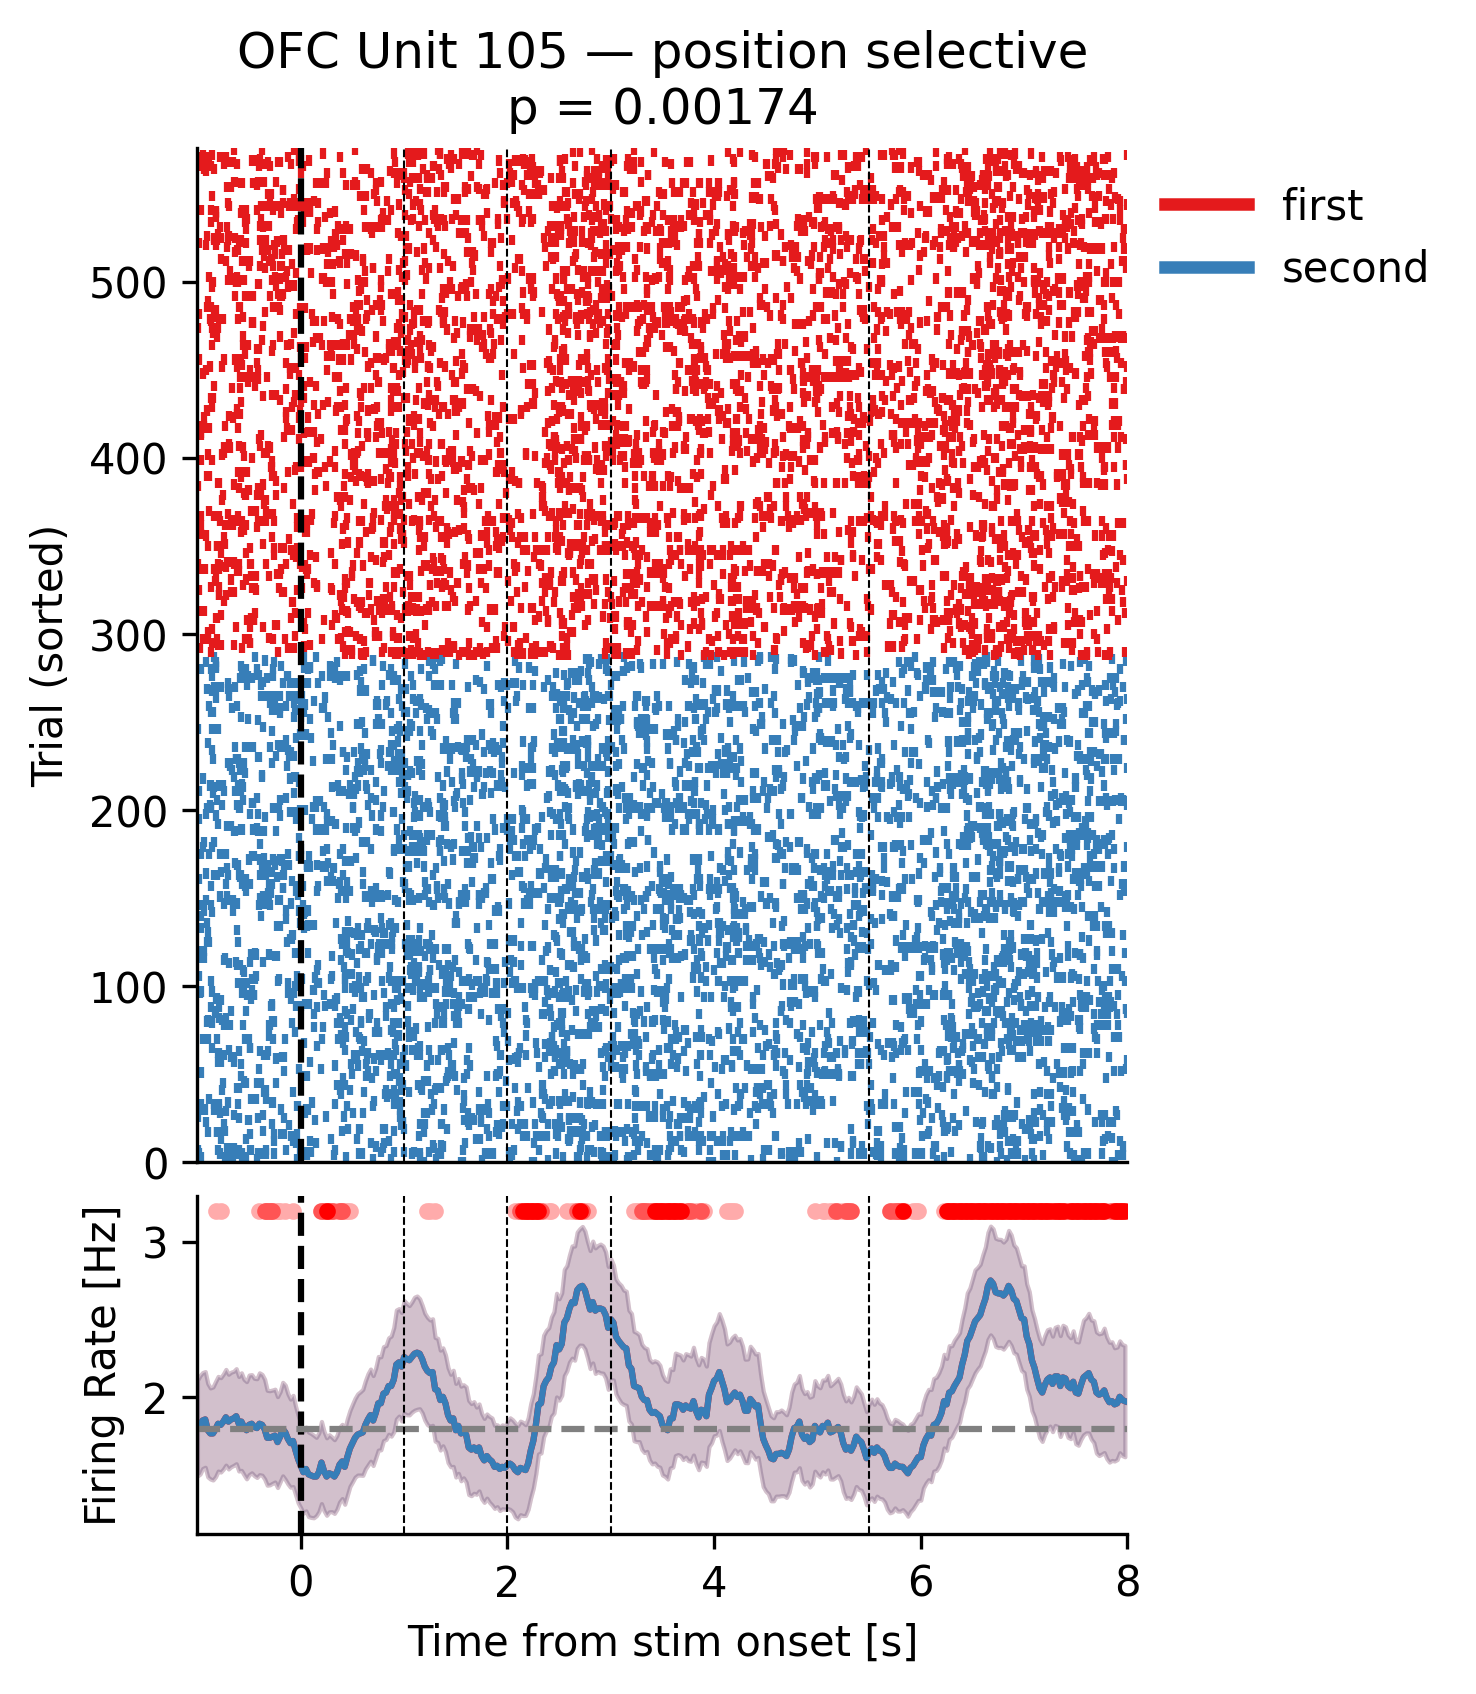 OFC Unit 105 — position selective
p = 0.00174
first
second
Trial (sorted)
500
400
300
200
100
0
Firing Rate [Hz]
3
2
0 2 4 6 8
Time from stim onset [s]